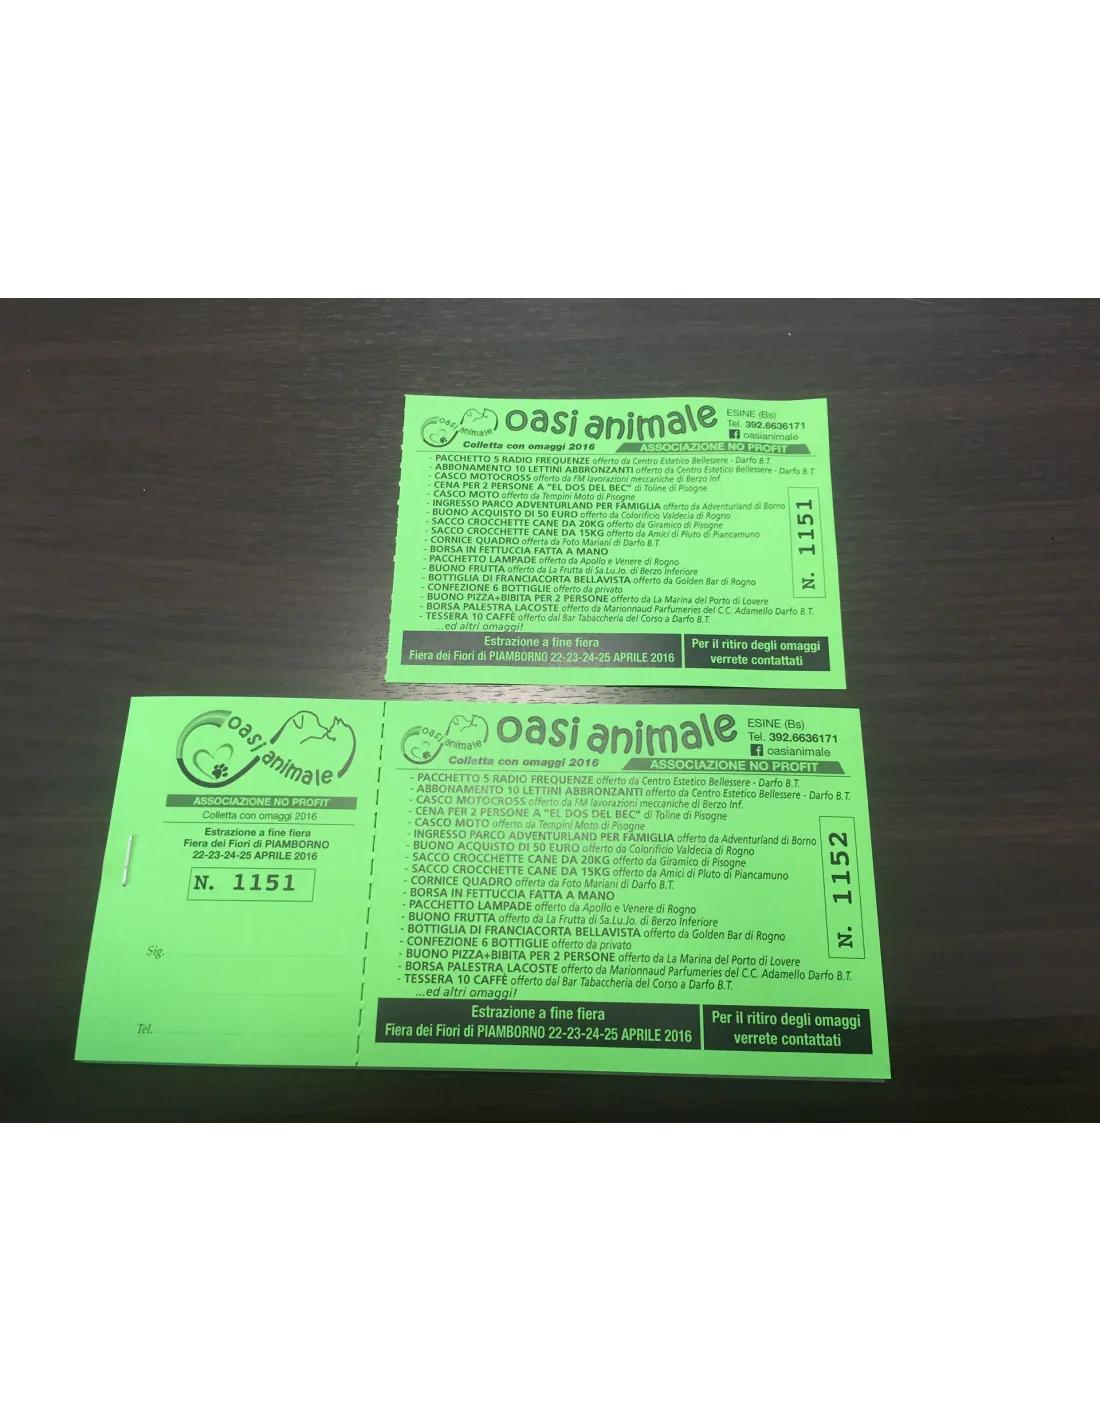 oasi animale
oasi animale
ESINE (Bs)
Tel. 392.6636171
oasianimale
Colletta con omaggi 2016
ASSOCIAZIONE NO PROFIT
- PACCHETTO 5 RADIO FREQUENZE offerto da Centro Estetico Bellessere - Darfo B.T.
- ABBONAMENTO 10 LETTINI ABBRONZANTI offerto da Centro Estetico Bellessere - Darfo B.T.
- CASCO MOTOCROSS offerto da FM lavorazioni meccaniche di Berzo Inf.
- CENA PER 2 PERSONE A "EL DOS DEL BEC" di Toline di Pisogne
- CASCO MOTO offerto da Tempini Moto di Pisogne
- INGRESSO PARCO ADVENTURLAND PER FAMIGLIA offerto da Adventurland di Borno
- BUONO ACQUISTO DI 50 EURO offerto da Colorificio Valdecia di Rogno
- SACCO CROCCHETTE CANE DA 20KG offerto da Giramico di Pisogne
- SACCO CROCCHETTE CANE DA 15KG offerto da Amici di Pluto di Piancamuno
- CORNICE QUADRO offerta da Foto Mariani di Darfo B.T.
- BORSA IN FETTUCCIA FATTA A MANO
- PACCHETTO LAMPADE offerto da Apollo e Venere di Rogno
- BUONO FRUTTA offerto da La Frutta di Sa.Lu.Jo. di Berzo Inferiore
- BOTTIGLIA DI FRANCIACORTA BELLAVISTA offerto da Golden Bar di Rogno
- CONFEZIONE 6 BOTTIGLIE offerto da privato
- BUONO PIZZA+BIBITA PER 2 PERSONE offerto da La Marina del Porto di Lovere
- BORSA PALESTRA LACOSTE offerto da Marionnaud Parfumeries del C.C. Adamello Darfo B.T.
- TESSERA 10 CAFFÈ offerto dal Bar Tabaccheria del Corso a Darfo B.T.
...ed altri omaggi!
N. 1151
Estrazione a fine fiera
Fiera dei Fiori di PIAMBORNO 22-23-24-25 APRILE 2016
Per il ritiro degli omaggi
verrete contattati
oasi animale
ASSOCIAZIONE NO PROFIT
Colletta con omaggi 2016
Estrazione a fine fiera
Fiera dei Fiori di PIAMBORNO
22-23-24-25 APRILE 2016
N. 1151
Sig.
Tel.
oasi animale
oasi animale
ESINE (Bs)
Tel. 392.6636171
oasianimale
Colletta con omaggi 2016
ASSOCIAZIONE NO PROFIT
- PACCHETTO 5 RADIO FREQUENZE offerto da Centro Estetico Bellessere - Darfo B.T.
- ABBONAMENTO 10 LETTINI ABBRONZANTI offerto da Centro Estetico Bellessere - Darfo B.T.
- CASCO MOTOCROSS offerto da FM lavorazioni meccaniche di Berzo Inf.
- CENA PER 2 PERSONE A "EL DOS DEL BEC" di Toline di Pisogne
- CASCO MOTO offerto da Tempini Moto di Pisogne
- INGRESSO PARCO ADVENTURLAND PER FAMIGLIA offerto da Adventurland di Borno
- BUONO ACQUISTO DI 50 EURO offerto da Colorificio Valdecia di Rogno
- SACCO CROCCHETTE CANE DA 20KG offerto da Giramico di Pisogne
- SACCO CROCCHETTE CANE DA 15KG offerto da Amici di Pluto di Piancamuno
- CORNICE QUADRO offerta da Foto Mariani di Darfo B.T.
- BORSA IN FETTUCCIA FATTA A MANO
- PACCHETTO LAMPADE offerto da Apollo e Venere di Rogno
- BUONO FRUTTA offerto da La Frutta di Sa.Lu.Jo. di Berzo Inferiore
- BOTTIGLIA DI FRANCIACORTA BELLAVISTA offerto da Golden Bar di Rogno
- CONFEZIONE 6 BOTTIGLIE offerto da privato
- BUONO PIZZA+BIBITA PER 2 PERSONE offerto da La Marina del Porto di Lovere
- BORSA PALESTRA LACOSTE offerto da Marionnaud Parfumeries del C.C. Adamello Darfo B.T.
- TESSERA 10 CAFFÈ offerto dal Bar Tabaccheria del Corso a Darfo B.T.
...ed altri omaggi!
N. 1152
Estrazione a fine fiera
Fiera dei Fiori di PIAMBORNO 22-23-24-25 APRILE 2016
Per il ritiro degli omaggi
verrete contattati